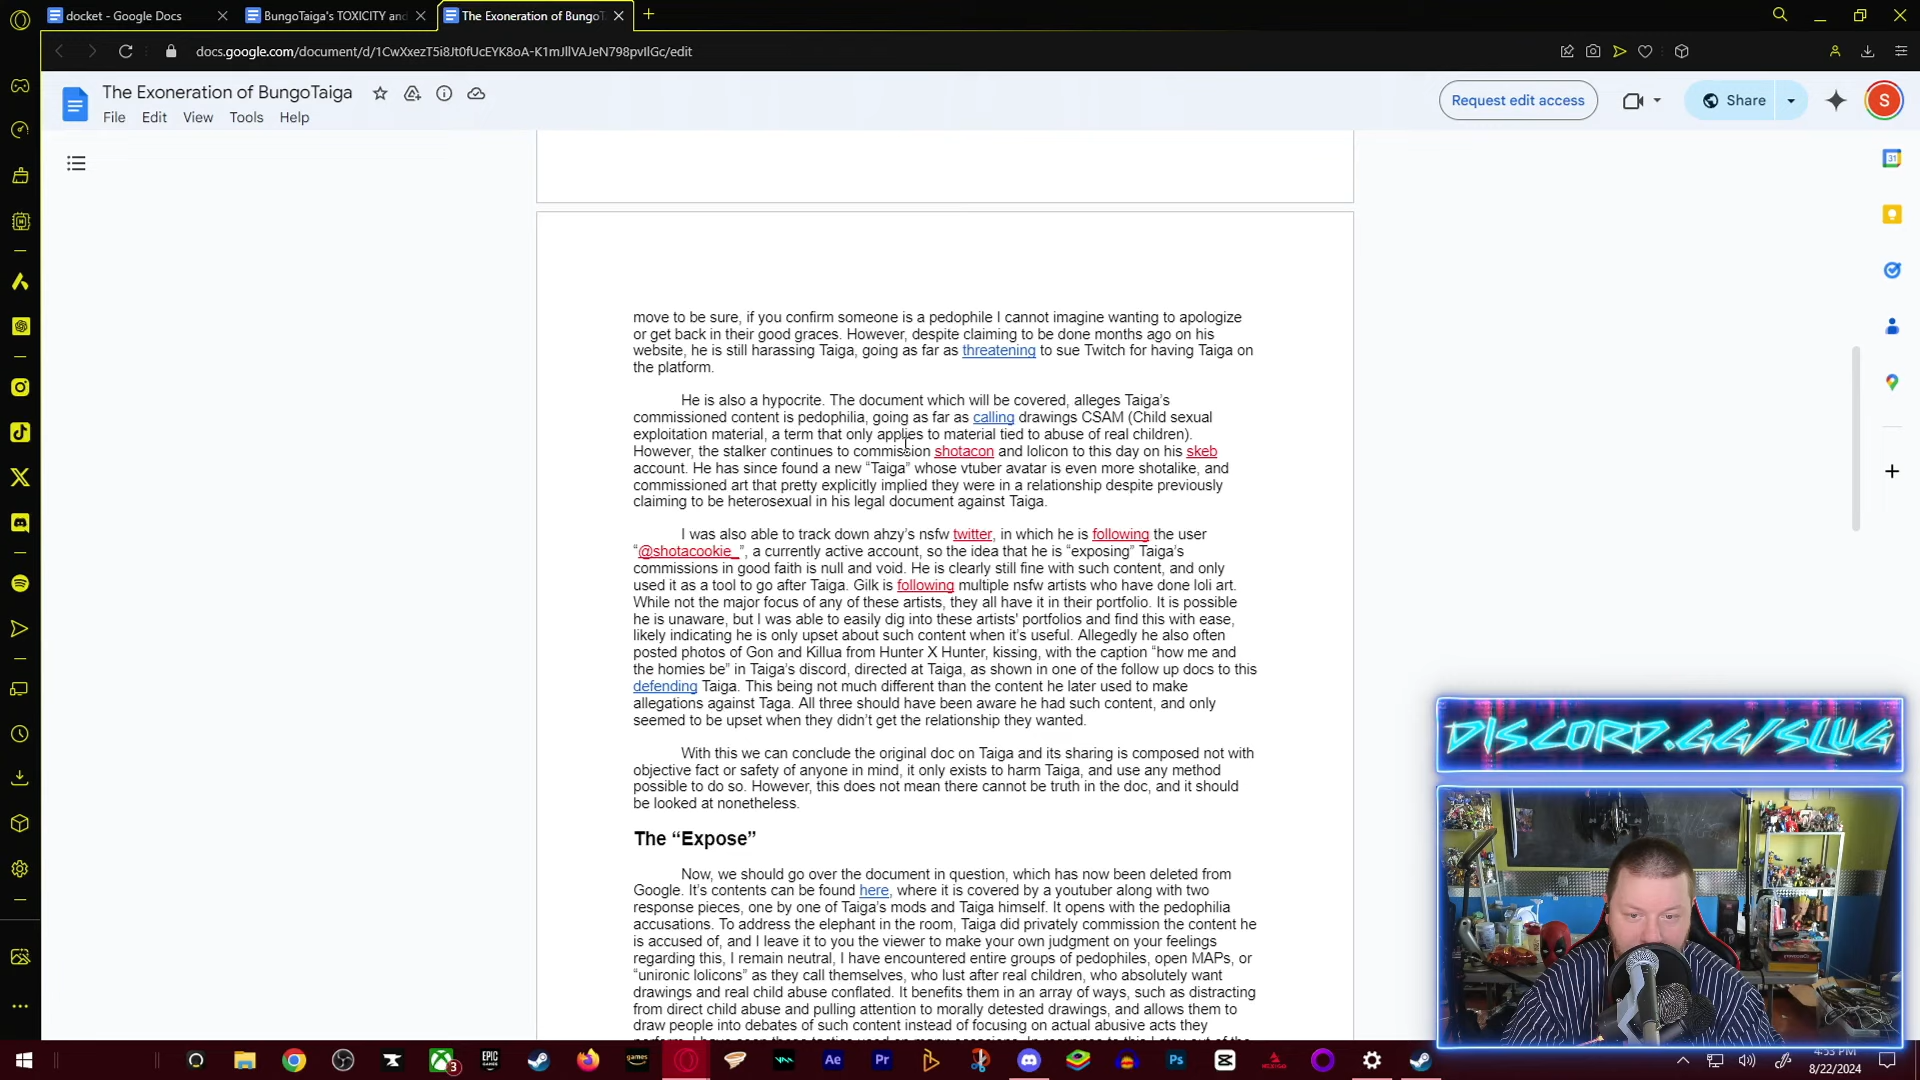 docket - Google Docs
BungoTaiga's TOXICITY and
The Exoneration of BungoT
docs.google.com/document/d/1CwXxezT5i8Jt0fUcEYK8oA-K1mJllVAJeN798pvIlGc/edit
The Exoneration of BungoTaiga
File Edit View Tools Help
Request edit access
Share
S
31
move to be sure, if you confirm someone is a pedophile I cannot imagine wanting to apologize
or get back in their good graces. However, despite claiming to be done months ago on his
website, he is still harassing Taiga, going as far as threatening to sue Twitch for having Taiga on
the platform.
He is also a hypocrite. The document which will be covered, alleges Taiga's
commissioned content is pedophilia, going as far as calling drawings CSAM (Child sexual
exploitation material, a term that only applies to material tied to abuse of real children).
However, the stalker continues to commission shotacon and lolicon to this day on his skeb
account. He has since found a new “Taiga” whose vtuber avatar is even more shotalike, and
commissioned art that pretty explicitly implied they were in a relationship despite previously
claiming to be heterosexual in his legal document against Taiga.
I was also able to track down ahzy's nsfw twitter, in which he is following the user
“@shotacookie_”, a currently active account, so the idea that he is “exposing” Taiga's
commissions in good faith is null and void. He is clearly still fine with such content, and only
used it as a tool to go after Taiga. Gilk is following multiple nsfw artists who have done loli art.
While not the major focus of any of these artists, they all have it in their portfolio. It is possible
he is unaware, but I was able to easily dig into these artists' portfolios and find this with ease,
likely indicating he is only upset about such content when it's useful. Allegedly he also often
posted photos of Gon and Killua from Hunter X Hunter, kissing, with the caption “how me and
the homies be” in Taiga's discord, directed at Taiga, as shown in one of the follow up docs to this
defending Taiga. This being not much different than the content he later used to make
allegations against Taga. All three should have been aware he had such content, and only
seemed to be upset when they didn't get the relationship they wanted.
With this we can conclude the original doc on Taiga and its sharing is composed not with
objective fact or safety of anyone in mind, it only exists to harm Taiga, and use any method
possible to do so. However, this does not mean there cannot be truth in the doc, and it should
be looked at nonetheless.
The “Expose”
Now, we should go over the document in question, which has now been deleted from
Google. It's contents can be found here, where it is covered by a youtuber along with two
response pieces, one by one of Taiga's mods and Taiga himself. It opens with the pedophilia
accusations. To address the elephant in the room, Taiga did privately commission the content he
is accused of, and I leave it to you the viewer to make your own judgment on your feelings
regarding this, I remain neutral, I have encountered entire groups of pedophiles, open MAPs, or
“unironic lolicons” as they call themselves, who lust after real children, who absolutely want
drawings and real child abuse conflated. It benefits them in an array of ways, such as distracting
from direct child abuse and pulling attention to morally detested drawings, and allows them to
draw people into debates of such content instead of focusing on actual abusive acts they
DISCORD.GG/SLUG
3
EPIC GAMES
Ae
Pr
Ps
4:53 PM
8/22/2024